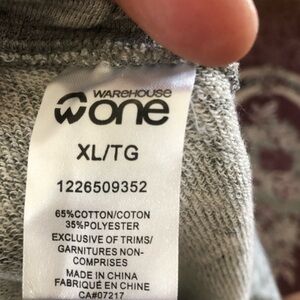 WAREHOUSE
one
XL/TG
1226509352
65%COTTON/COTON
35%POLYESTER
EXCLUSIVE OF TRIMS/
GARNITURES NON-
COMPRISES
MADE IN CHINA
FABRIQUÉ EN CHINE
CA#07217